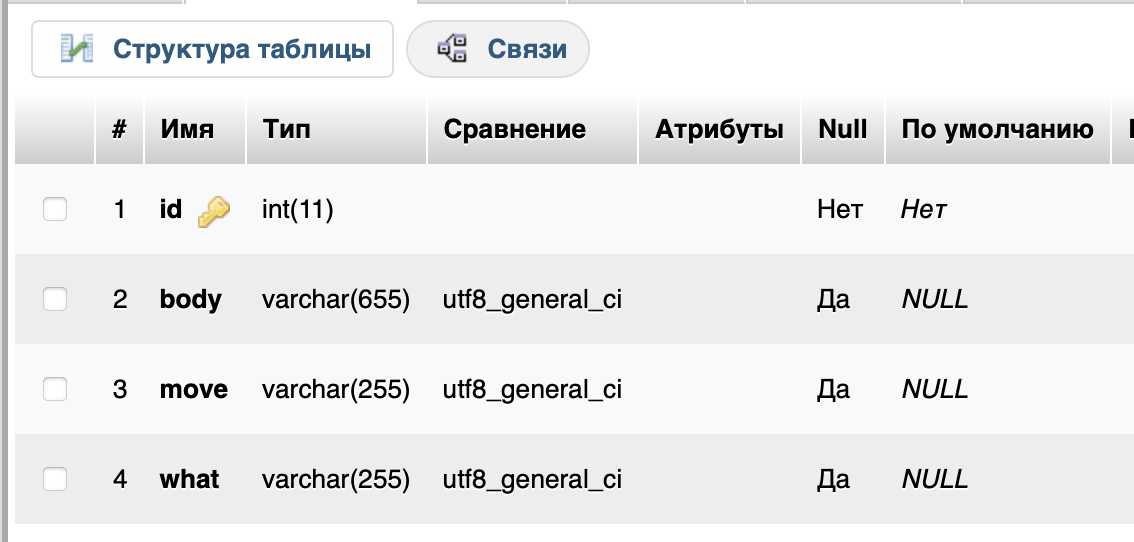 Структура таблицы Связи
# Имя Тип Сравнение Атрибуты Null По умолчанию
1 id int(11) Нет Нет
2 body varchar(655) utf8_general_ci Да NULL
3 move varchar(255) utf8_general_ci Да NULL
4 what varchar(255) utf8_general_ci Да NULL